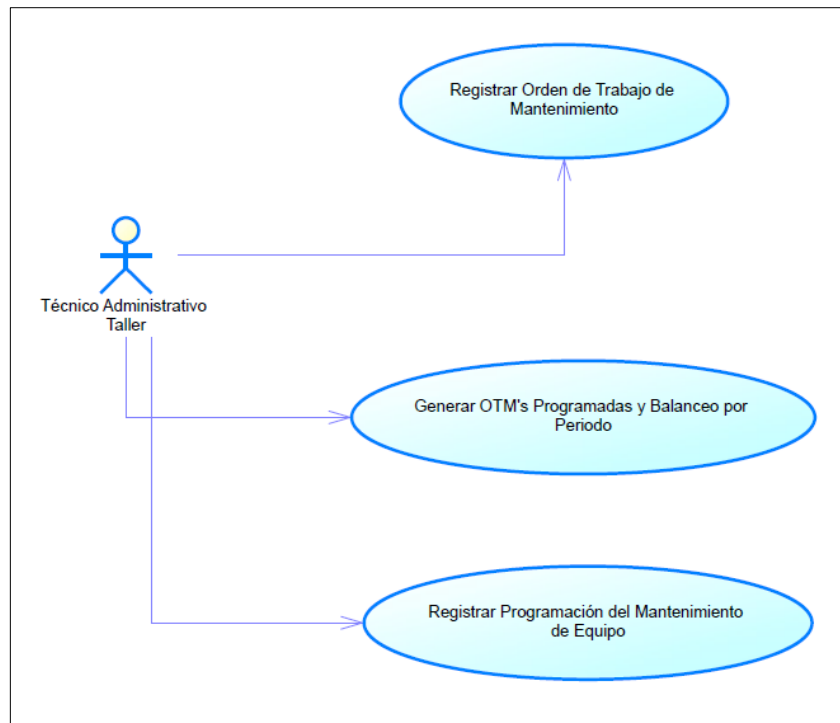 Registrar Orden de Trabajo de
Mantenimiento
Técnico Administrativo
Taller
Generar OTM's Programadas y Balanceo por
Periodo
Registrar Programación del Mantenimiento
de Equipo